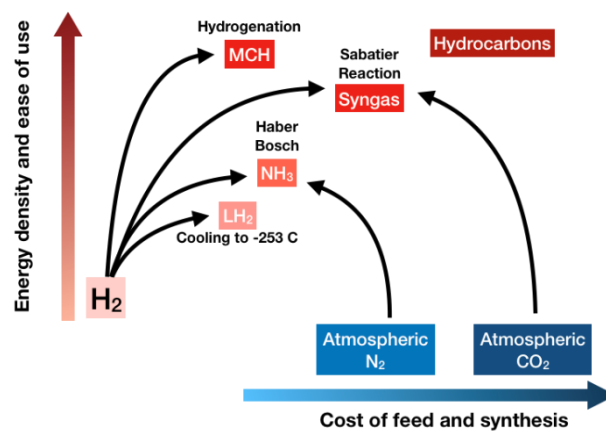 Energy density and ease of use
Hydrogenation
MCH
Sabatier
Reaction
Syngas
Hydrocarbons
Haber
Bosch
NH₃
LH₂
Cooling to -253 C
H₂
Atmospheric
N₂
Atmospheric
CO₂
Cost of feed and synthesis